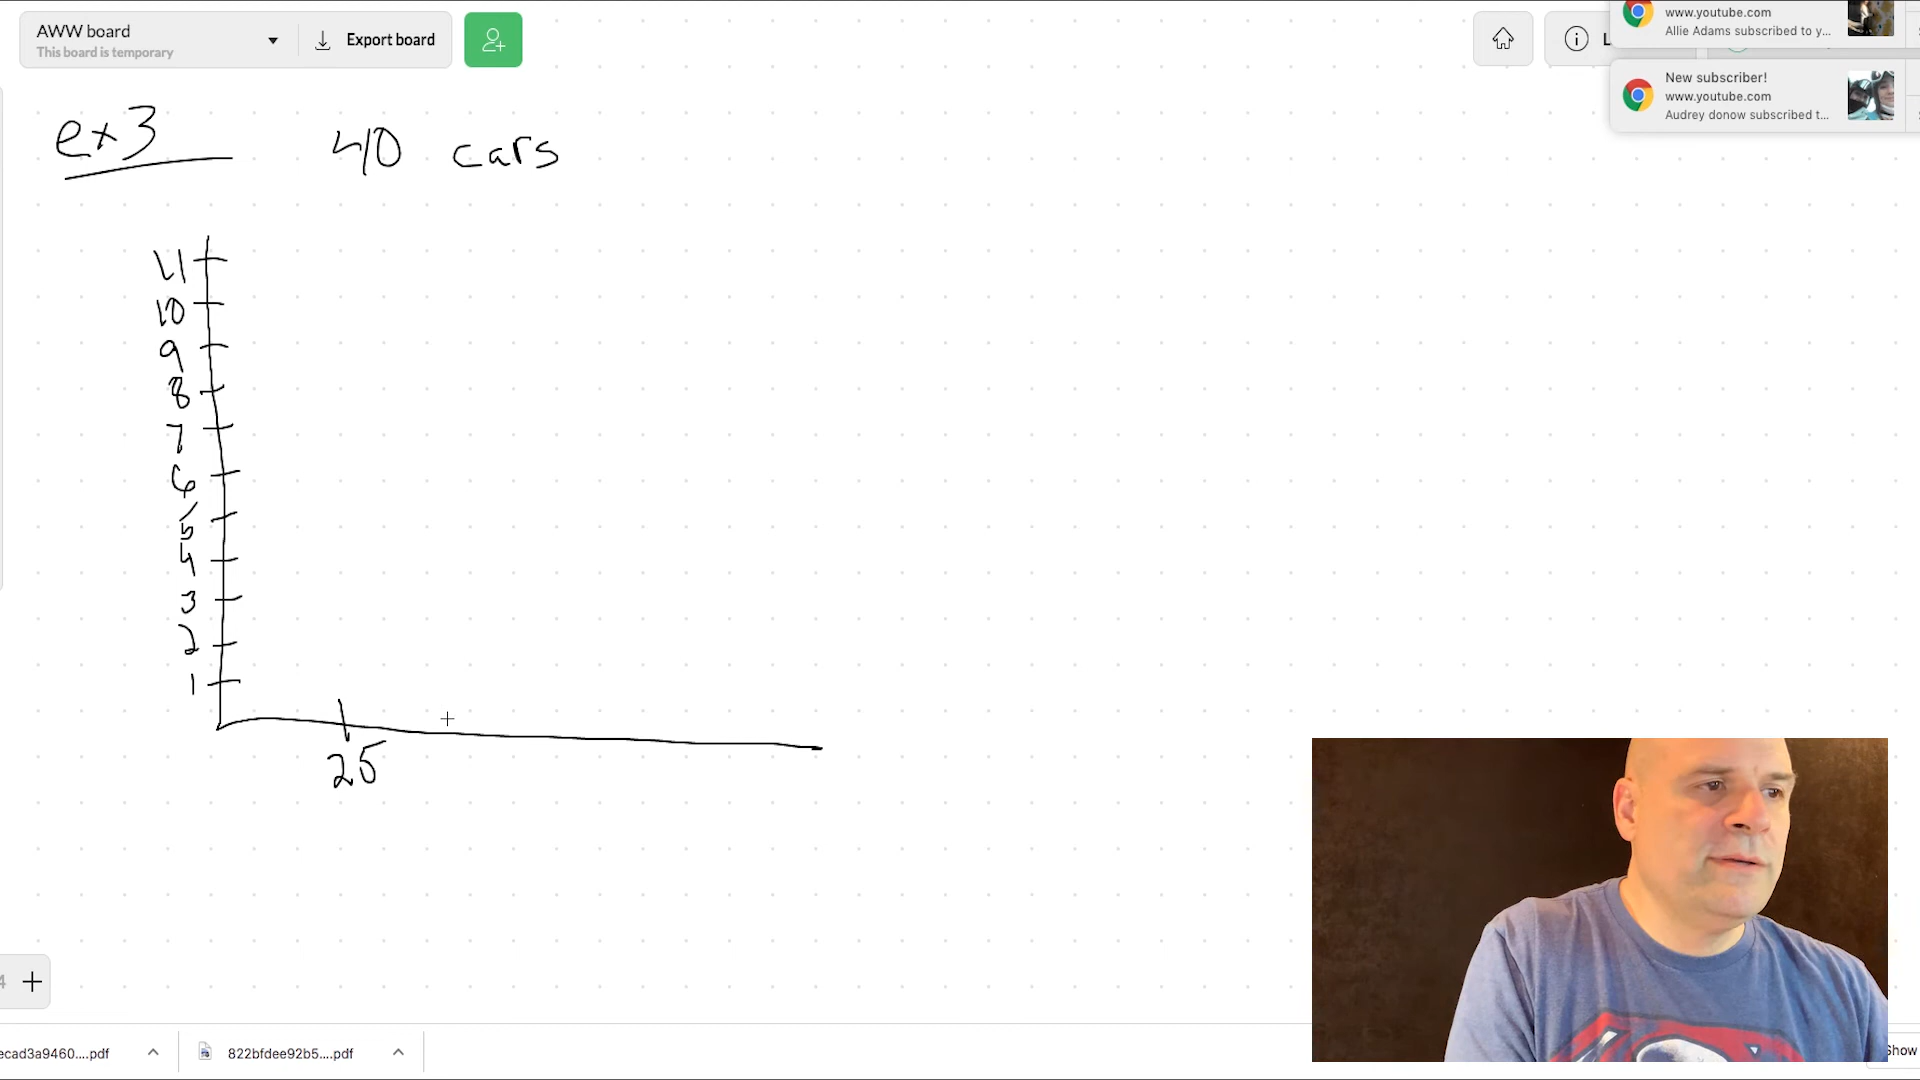 AWW board
This board is temporary
Export board
www.youtube.com
Allie Adams subscribed to y...
New subscriber!
www.youtube.com
Audrey donow subscribed t...
ex3
40 cars
11
10
9
8
7
6
5
4
3
2
1
25
4
ecad3a9460....pdf
822bfdee92b5....pdf
Show